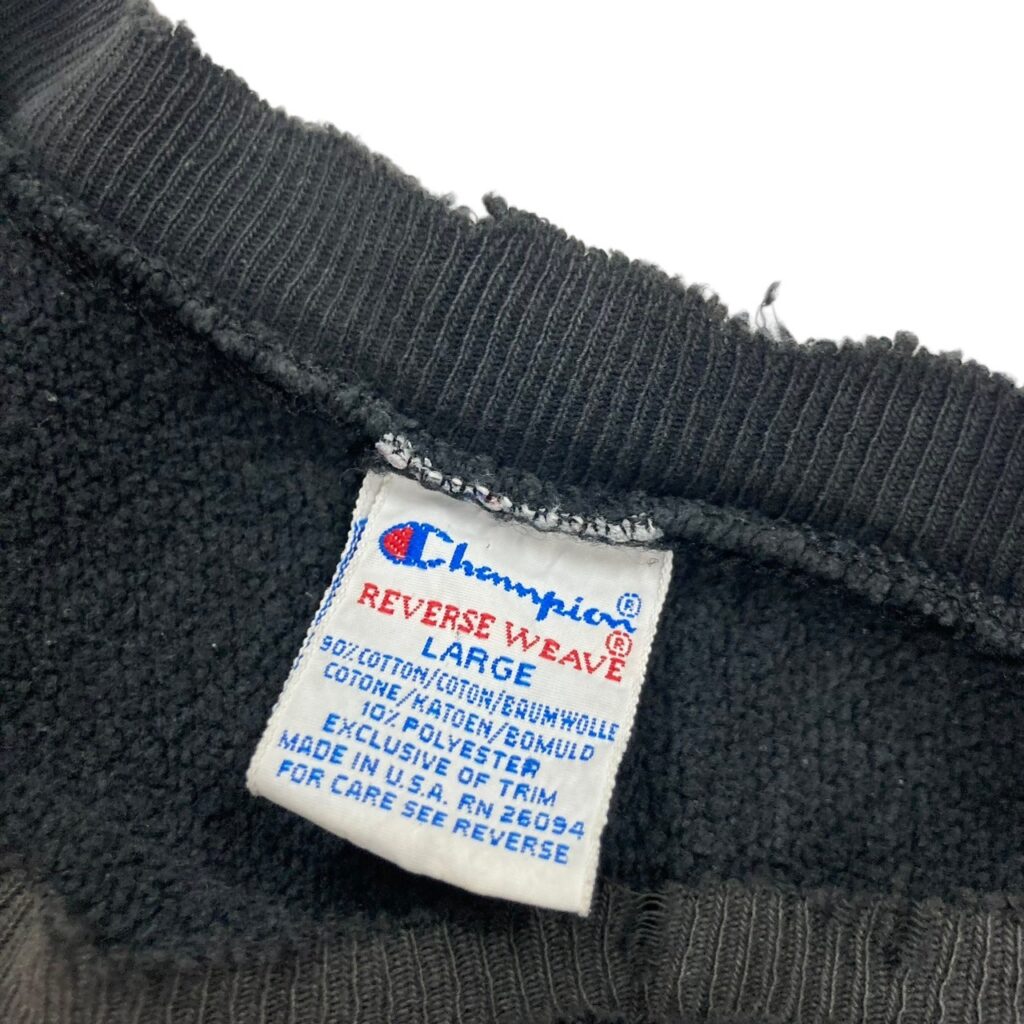 Champion®
REVERSE WEAVE®
LARGE
90% COTTON/COTON/BAUMWOLLE
COTONE/KATOEN/BOMULD
10% POLYESTER
EXCLUSIVE OF TRIM
MADE IN U.S.A. RN 26094
FOR CARE SEE REVERSE